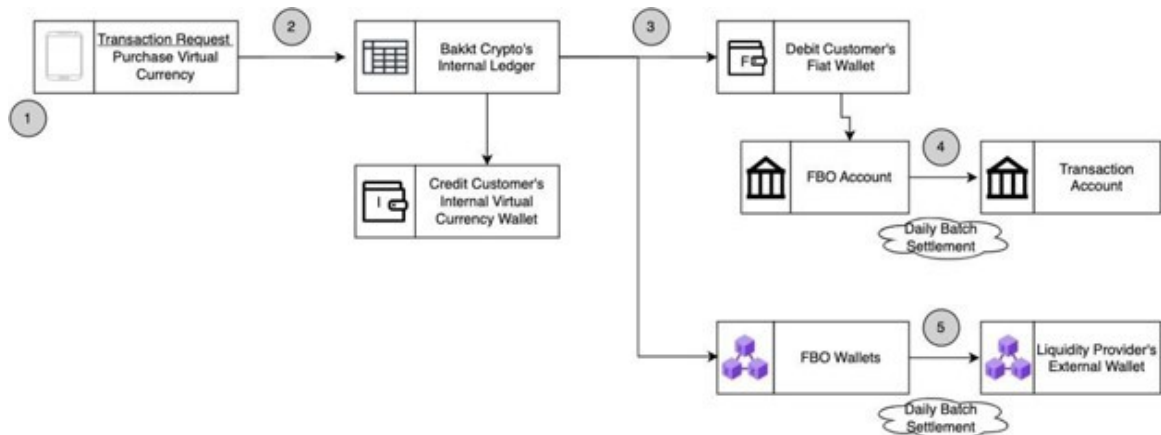 1
Transaction Request
Purchase Virtual
Currency
2
Bakkt Crypto's
Internal Ledger
I
Credit Customer's
Internal Virtual
Currency Wallet
3
F
Debit Customer's
Fiat Wallet
FBO Account
4
Transaction
Account
Daily Batch
Settlement
FBO Wallets
5
Liquidity Provider's
External Wallet
Daily Batch
Settlement